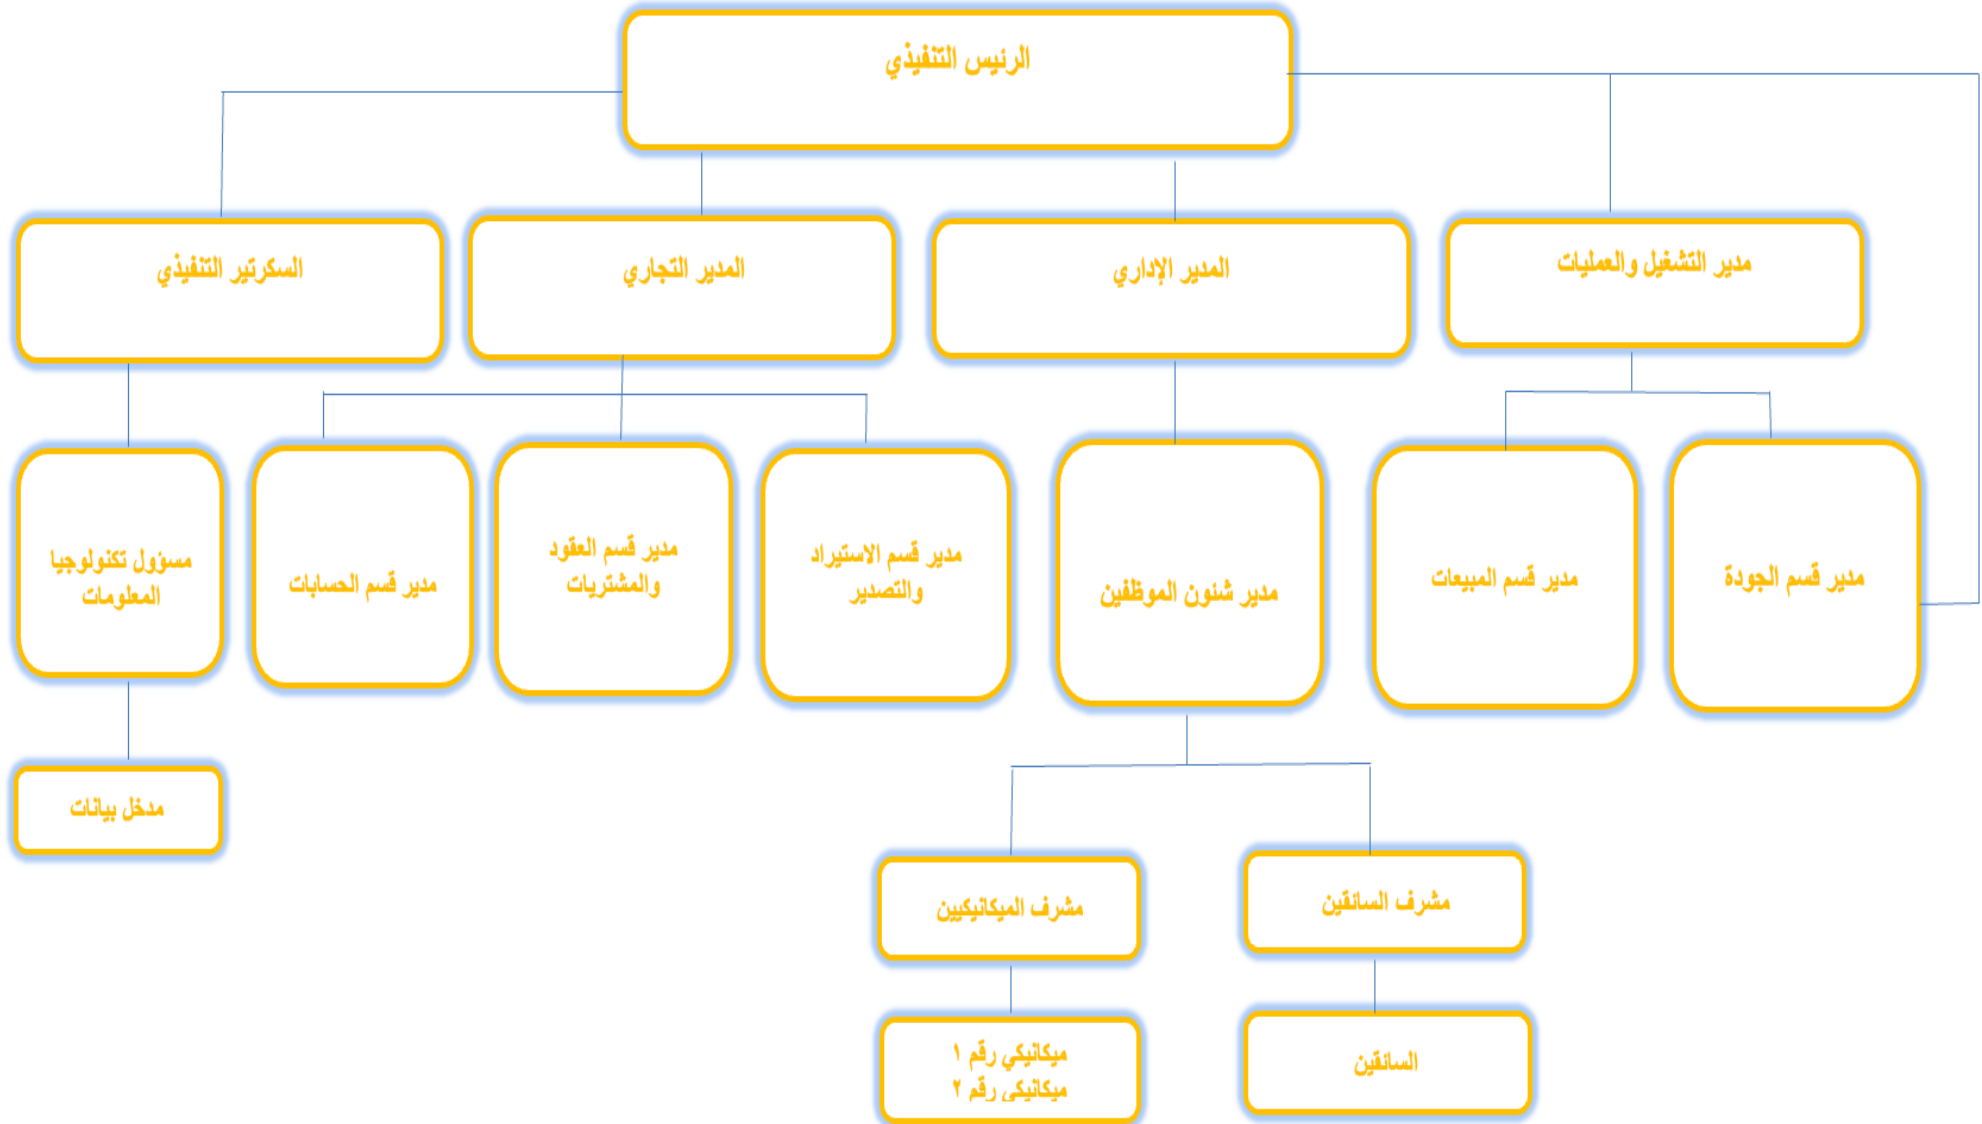 الرئيس التنفيذي
مدير التشغيل والعمليات
المدير الإداري
المدير التجاري
السكرتير التنفيذي
مدير قسم الجودة
مدير قسم المبيعات
مدير شئون الموظفين
مدير قسم الاستيراد
والتصدير
مدير قسم العقود
والمشتريات
مدير قسم الحسابات
مسؤول تكنولوجيا
المعلومات
مدخل بيانات
مشرف السائقين
مشرف الميكانيكيين
السائقين
ميكانيكي رقم ١
ميكانيكي رقم ٢